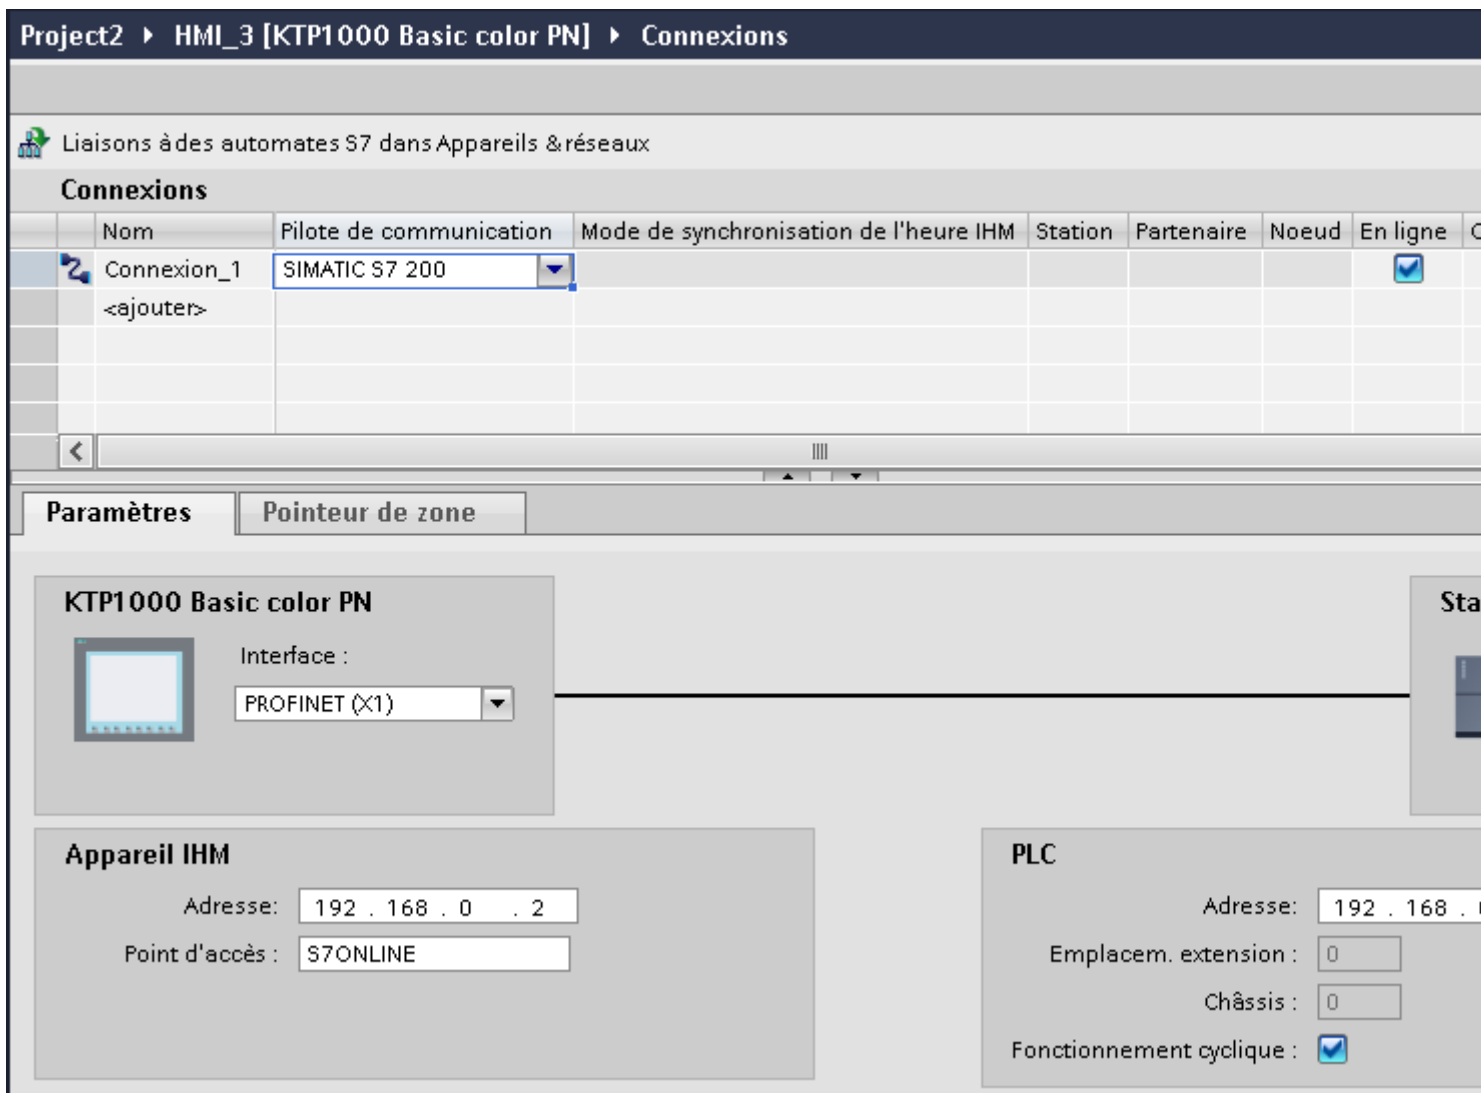 Project2 ▸ HMI_3 [KTP1000 Basic color PN] ▸ Connexions
Liaisons à des automates S7 dans Appareils & réseaux
Connexions
Nom Pilote de communication Mode de synchronisation de l'heure IHM Station Partenaire Noeud En ligne
Connexion_1 SIMATIC S7 200
<ajouter>
Paramètres Pointeur de zone
KTP1000 Basic color PN Sta
Interface :
PROFINET (X1)
Appareil IHM PLC
Adresse: 192 . 168 . 0 . 2 Adresse: 192 . 168 .
Point d'accès : S7ONLINE Emplacem. extension : 0
Châssis : 0
Fonctionnement cyclique :